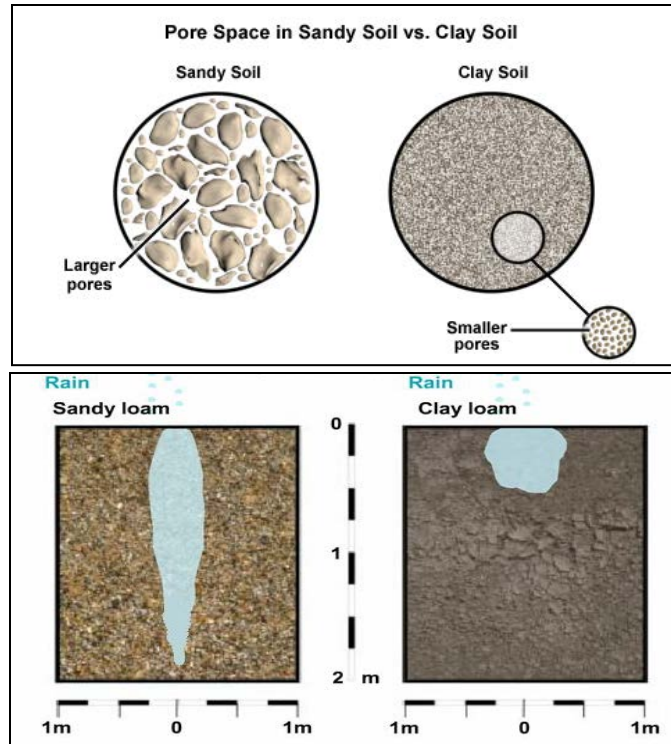 Pore Space in Sandy Soil vs. Clay Soil
Sandy Soil
Clay Soil
Larger
pores
Smaller
pores
Rain
Sandy loam
Rain
Clay loam
0
1
2 m
1m 0 1m
1m 0 1m